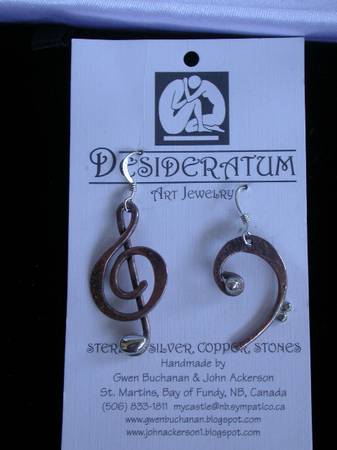 DESIDERATUM
ART JEWELRY
SILVER, COPPER, STONES
Handmade by
Gwen Buchanan & John Ackerson
St. Martins, Bay of Fundy, NB, Canada
(506) 833-1811 mycastle@nb.sympatico.ca
www.gwenbuchanan.blogspot.com
www.johnackerson1.blogspot.com